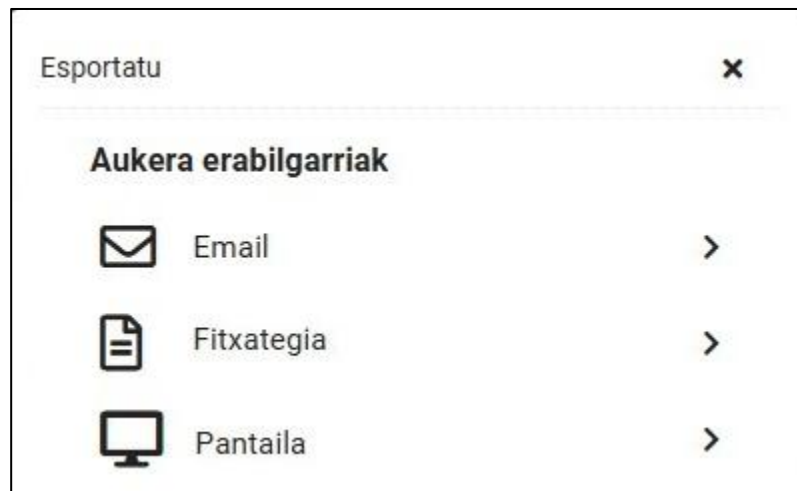 Esportatu
Aukera erabilgarriak
Email
Fitxategia
Pantaila